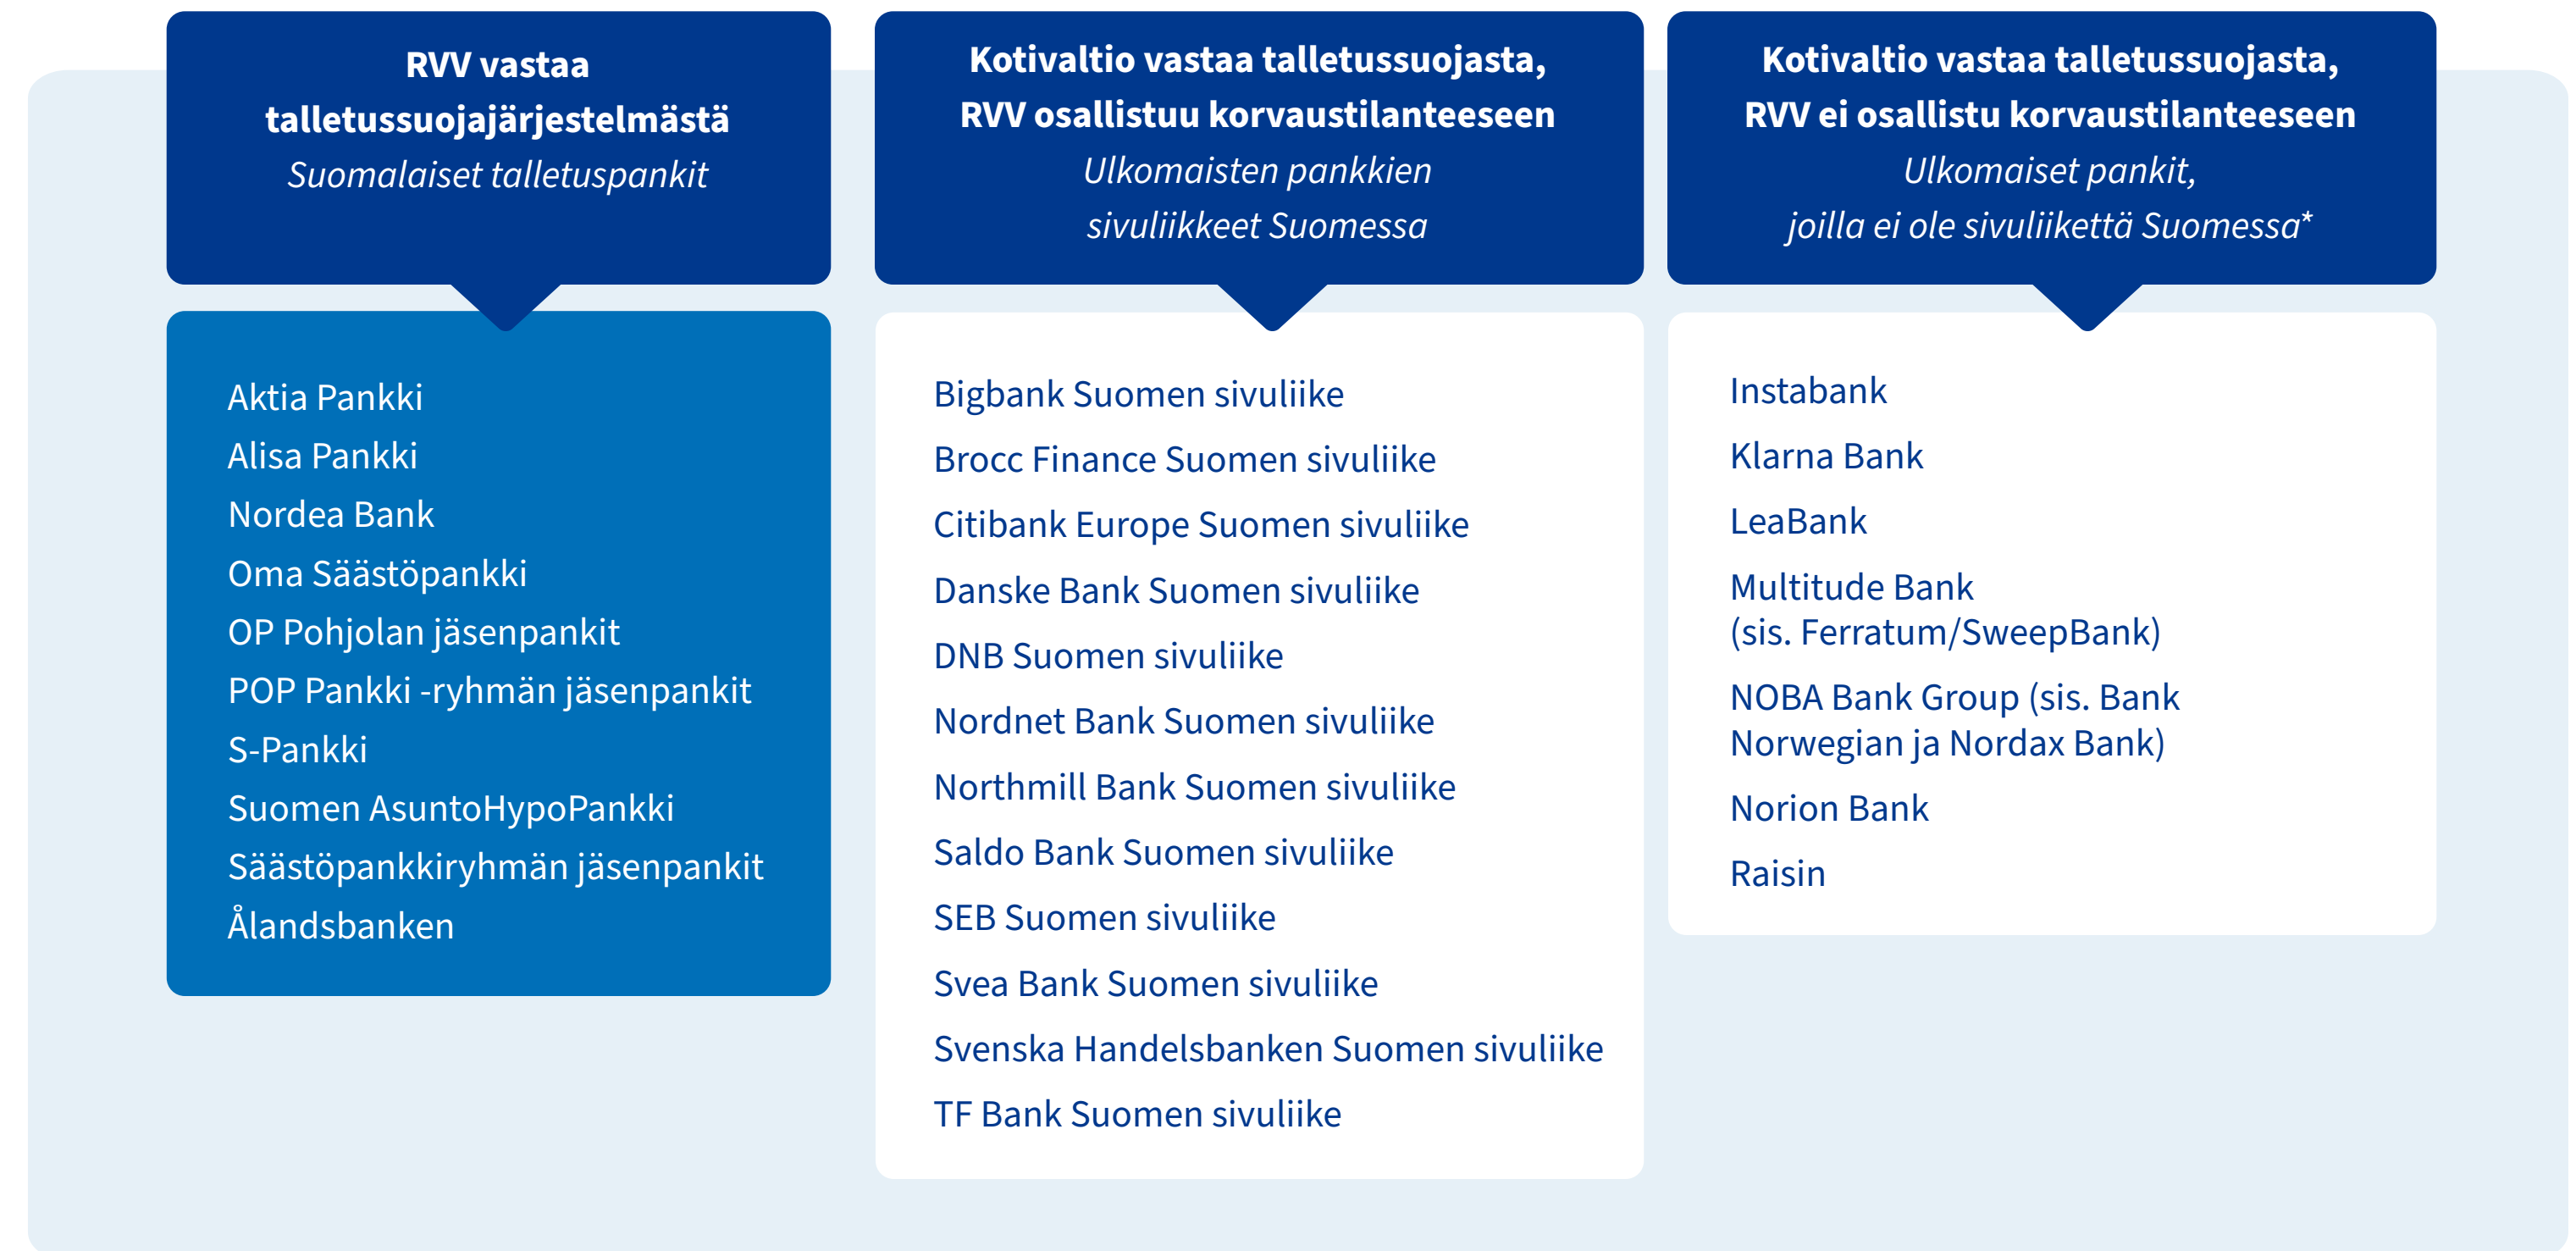 RVV vastaa
talletussuojajärjestelmästä
Suomalaiset talletuspankit
Aktia Pankki
Alisa Pankki
Nordea Bank
Oma Säästöpankki
OP Pohjolan jäsenpankit
POP Pankki -ryhmän jäsenpankit
S-Pankki
Suomen AsuntoHypoPankki
Säästöpankkiryhmän jäsenpankit
Ålandsbanken
Kotivaltio vastaa talletussuojasta,
RVV osallistuu korvaustilanteeseen
Ulkomaisten pankkien
sivuliikkeet Suomessa
Bigbank Suomen sivuliike
Brocc Finance Suomen sivuliike
Citibank Europe Suomen sivuliike
Danske Bank Suomen sivuliike
DNB Suomen sivuliike
Nordnet Bank Suomen sivuliike
Northmill Bank Suomen sivuliike
Saldo Bank Suomen sivuliike
SEB Suomen sivuliike
Svea Bank Suomen sivuliike
Svenska Handelsbanken Suomen sivuliike
TF Bank Suomen sivuliike
Kotivaltio vastaa talletussuojasta,
RVV ei osallistu korvaustilanteeseen
Ulkomaiset pankit,
joilla ei ole sivuliikettä Suomessa*
Instabank
Klarna Bank
LeaBank
Multitude Bank
(sis. Ferratum/SweepBank)
NOBA Bank Group (sis. Bank
Norwegian ja Nordax Bank)
Norion Bank
Raisin